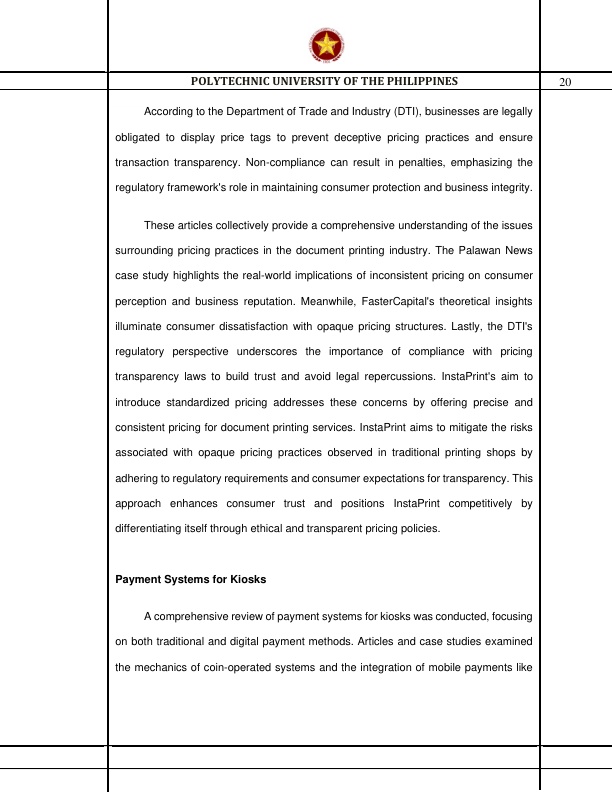 POLYTECHNIC UNIVERSITY OF THE PHILIPPINES 20
According to the Department of Trade and Industry (DTI), businesses are legally
obligated to display price tags to prevent deceptive pricing practices and ensure
transaction transparency. Non-compliance can result in penalties, emphasizing the
regulatory framework's role in maintaining consumer protection and business integrity.
These articles collectively provide a comprehensive understanding of the issues
surrounding pricing practices in the document printing industry. The Palawan News
case study highlights the real-world implications of inconsistent pricing on consumer
perception and business reputation. Meanwhile, FasterCapital's theoretical insights
illuminate consumer dissatisfaction with opaque pricing structures. Lastly, the DTI's
regulatory perspective underscores the importance of compliance with pricing
transparency laws to build trust and avoid legal repercussions. InstaPrint's aim to
introduce standardized pricing addresses these concerns by offering precise and
consistent pricing for document printing services. InstaPrint aims to mitigate the risks
associated with opaque pricing practices observed in traditional printing shops by
adhering to regulatory requirements and consumer expectations for transparency. This
approach enhances consumer trust and positions InstaPrint competitively by
differentiating itself through ethical and transparent pricing policies.
Payment Systems for Kiosks
A comprehensive review of payment systems for kiosks was conducted, focusing
on both traditional and digital payment methods. Articles and case studies examined
the mechanics of coin-operated systems and the integration of mobile payments like